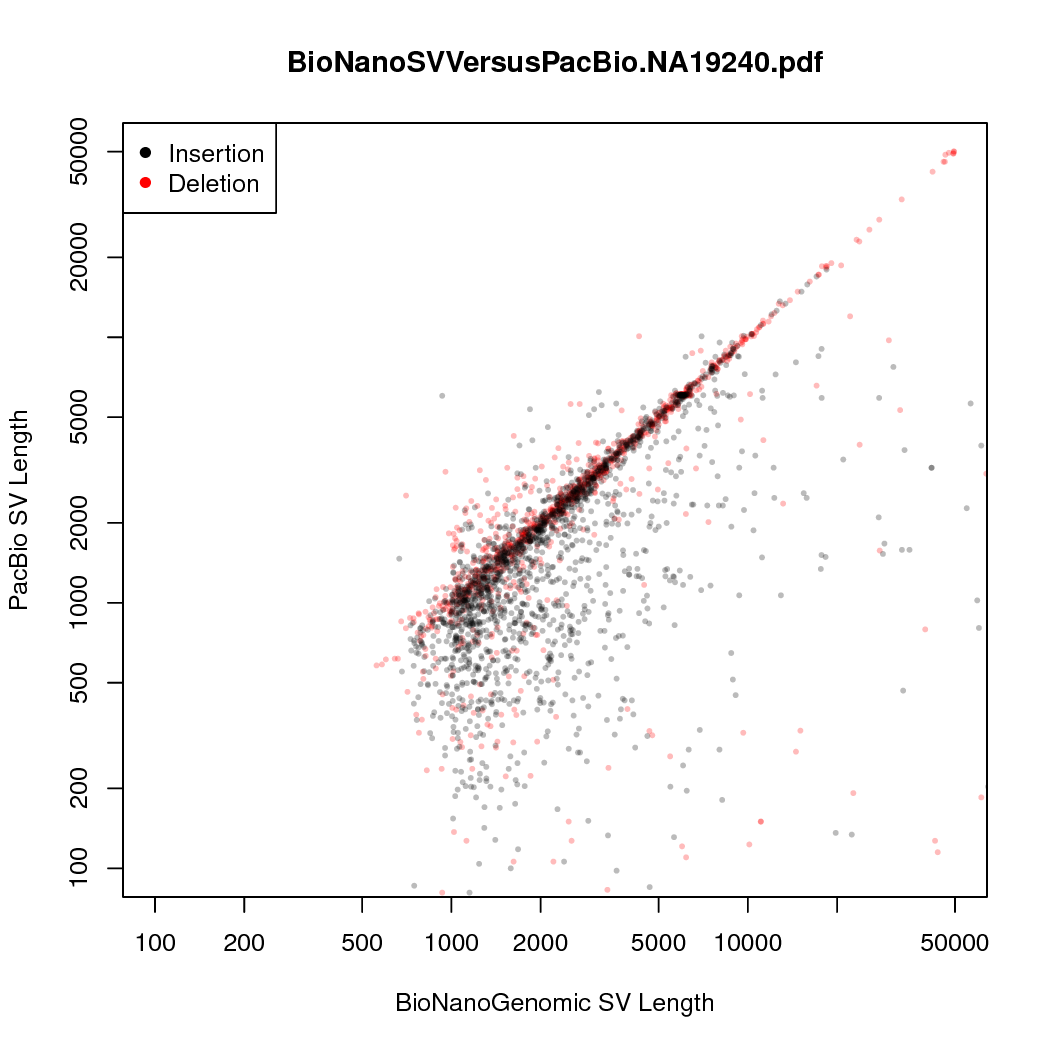 BioNanoSVVersusPacBio.NA19240.pdf
Insertion
Deletion
50000
20000
5000
2000
1000
500
200
100
PacBio SV Length
100 200 500 1000 2000 5000 10000 50000
BioNanoGenomic SV Length